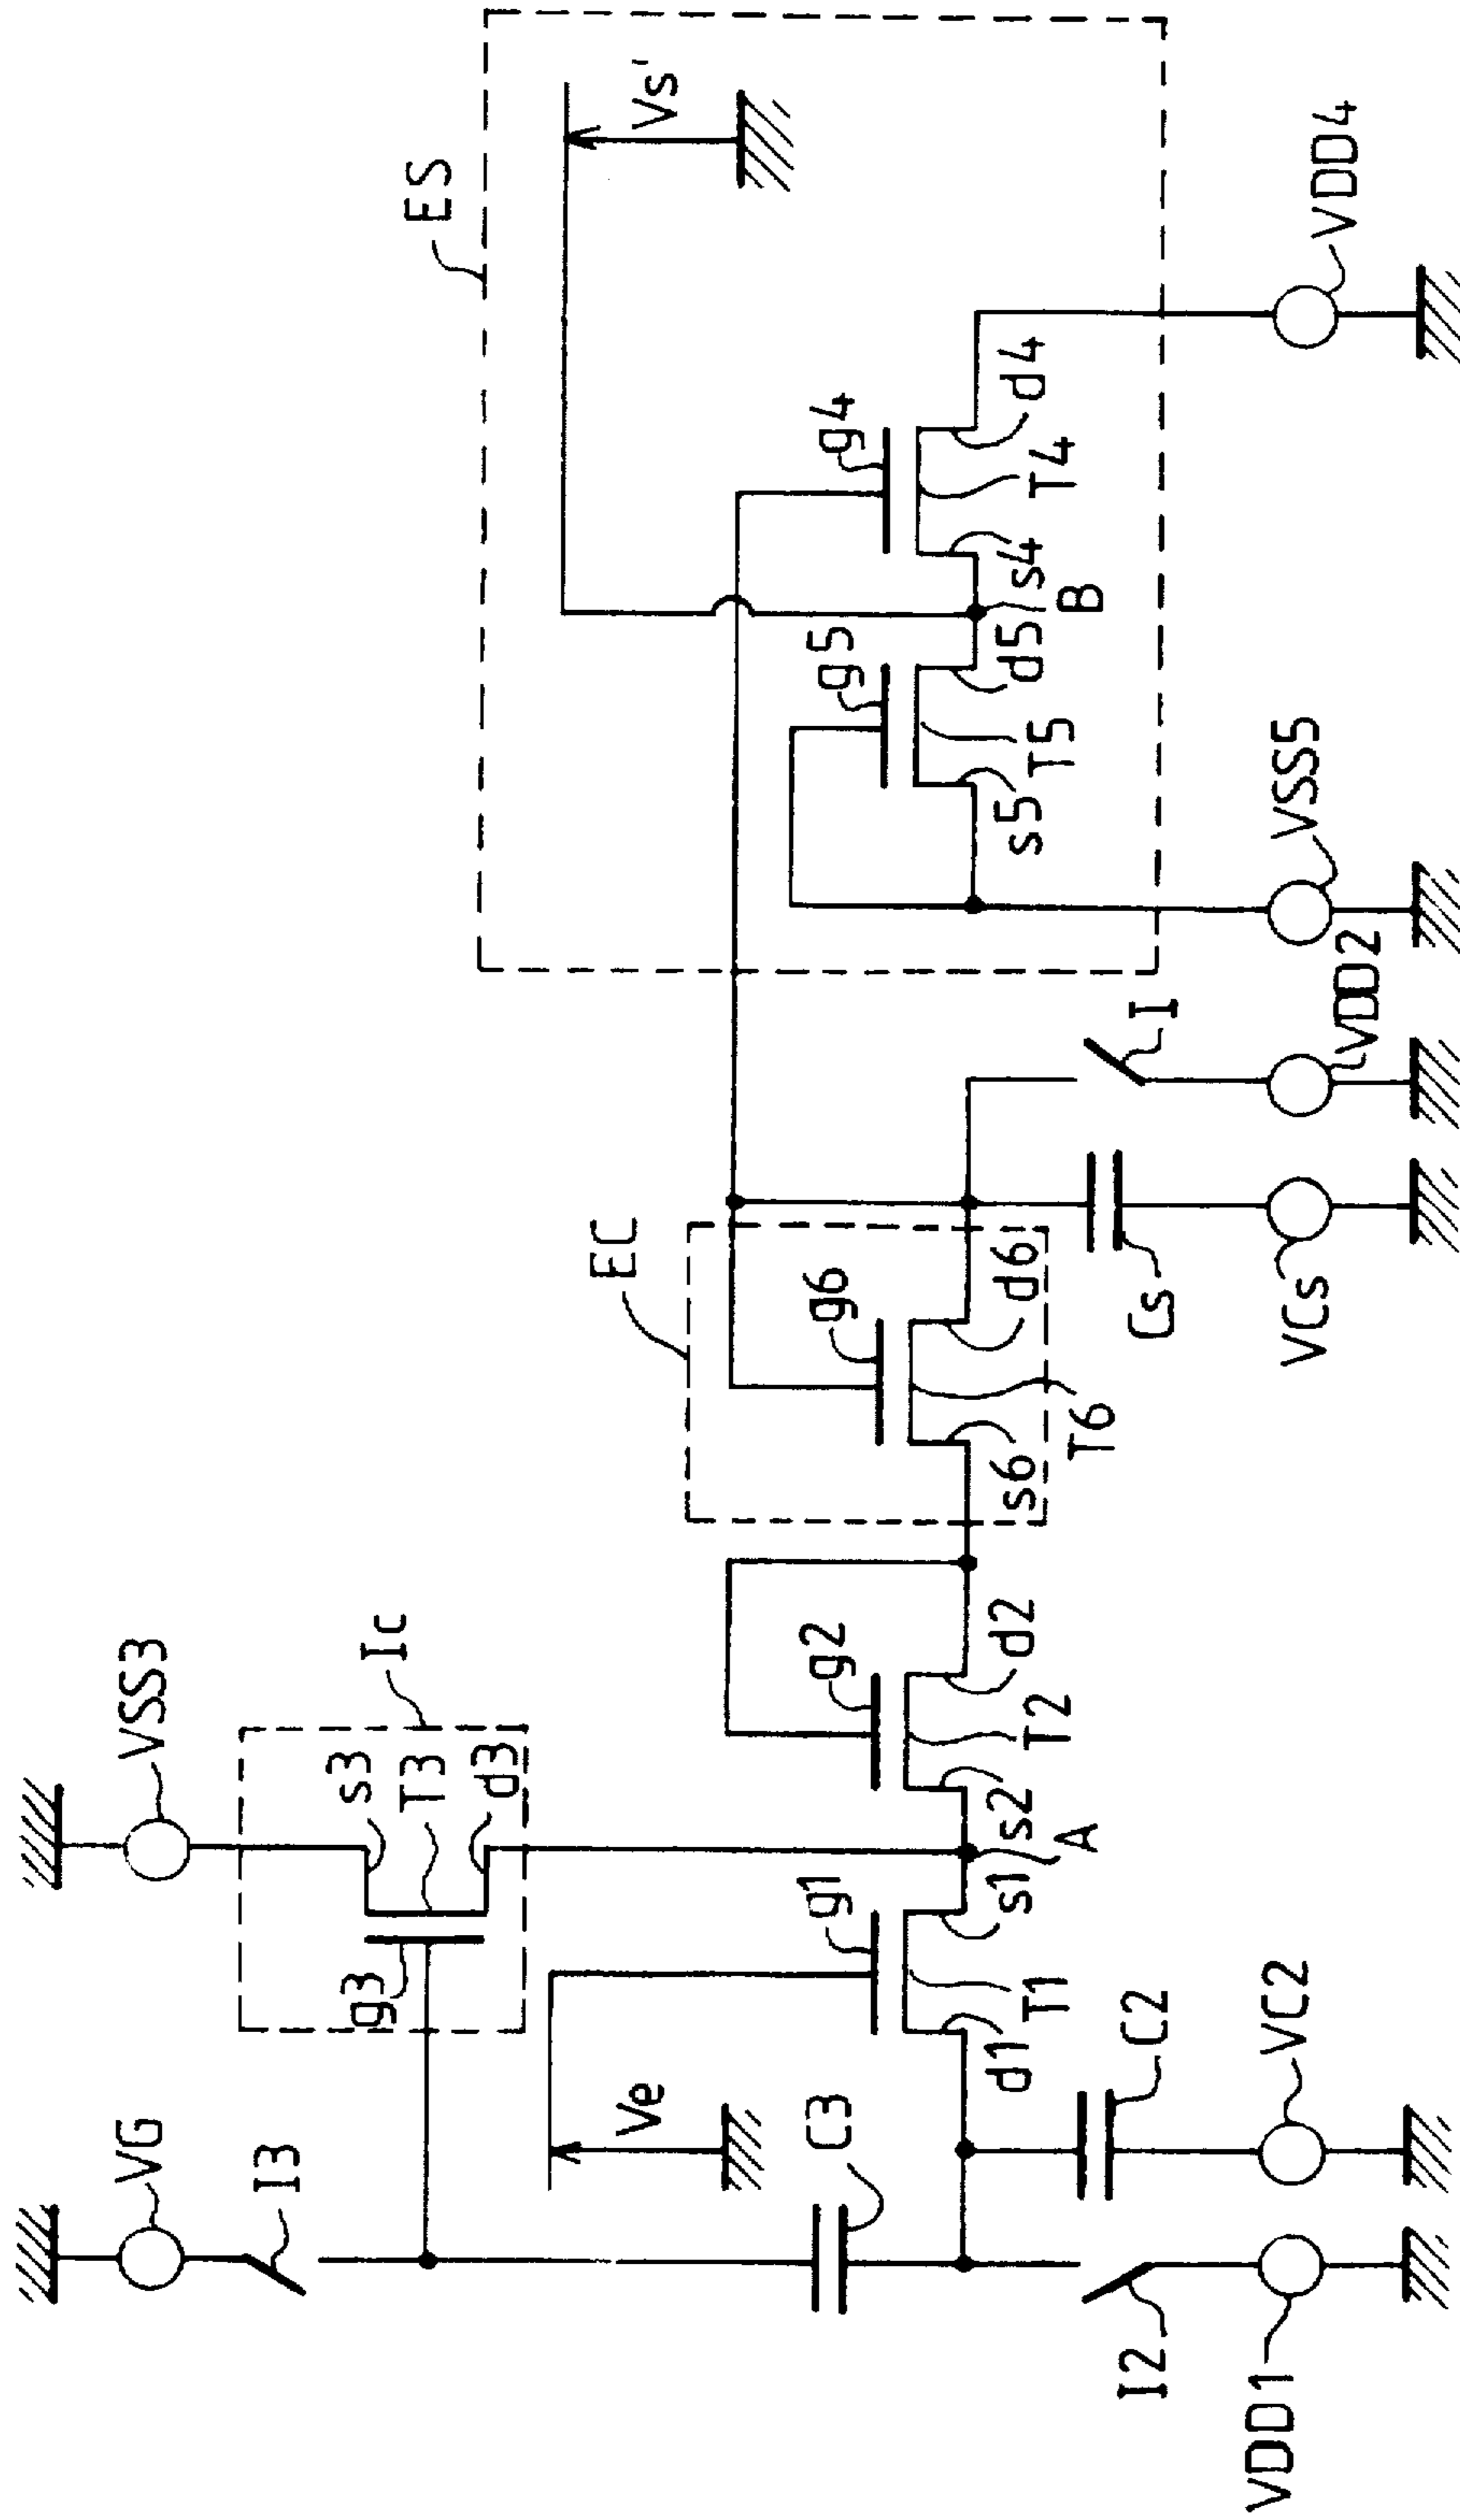 VG
VSS3
I3
g3
s3
T3
d3
Ic
Ve
C3
g1
d1
T1
s1
A
s2
T2
d2
g2
EC
g6
s6
T6
d6
ES
Vs'
g5
s5
T5
d5
B
s4
T4
d4
g4
I2
VDD1
C2
VC2
Cs
VCs
I
VDD2
VSS5
VDD4